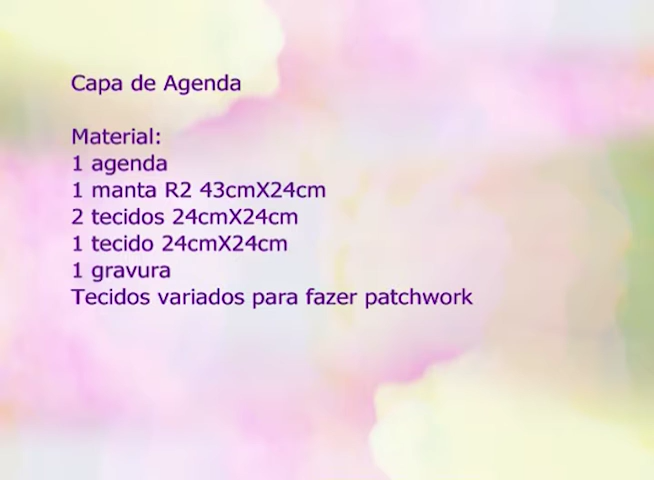 Capa de Agenda
Material:
1 agenda
1 manta R2 43cmX24cm
2 tecidos 24cmX24cm
1 tecido 24cmX24cm
1 gravura
Tecidos variados para fazer patchwork